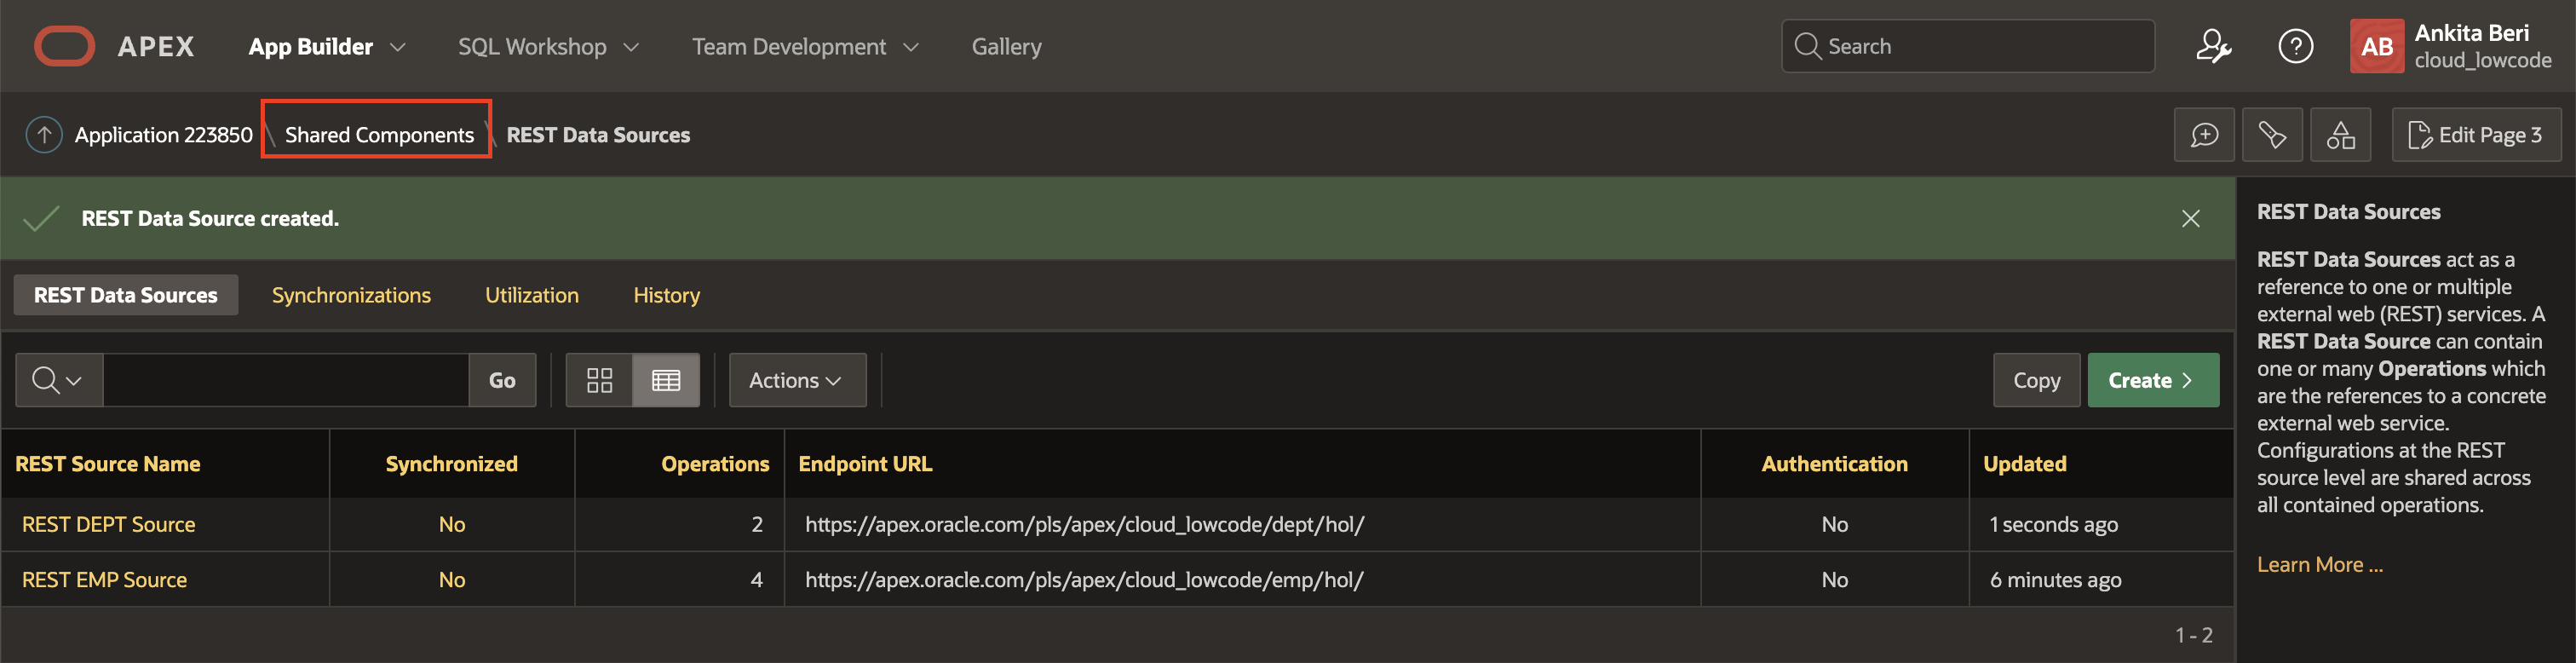 APEX App Builder SQL Workshop Team Development Gallery Search ? AB Ankita Beri
cloud_lowcode
Application 223850 \ Shared Components \ REST Data Sources Edit Page 3
REST Data Source created.
REST Data Sources Synchronizations Utilization History
Go Actions Copy Create
REST Source Name Synchronized Operations Endpoint URL Authentication Updated
REST DEPT Source No 2 https://apex.oracle.com/pls/apex/cloud_lowcode/dept/hol/ No 1 seconds ago
REST EMP Source No 4 https://apex.oracle.com/pls/apex/cloud_lowcode/emp/hol/ No 6 minutes ago
1 - 2
REST Data Sources
REST Data Sources act as a
reference to one or multiple
external web (REST) services. A
REST Data Source can contain
one or many Operations which
are the references to a concrete
external web service.
Configurations at the REST
source level are shared across
all contained operations.
Learn More ...